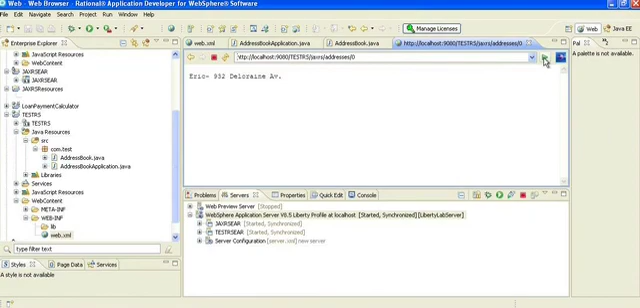 Web - Web Browser - Rational® Application Developer for WebSphere® Software
File Edit Navigate Search Project Run Window Help
Manage Licenses
Web
Java EE
Enterprise Explorer
JavaScript Resources
WebContent
JAXRSEAR
JAXRSEAR
JAXRSResources
LoanPaymentCalculator
TESTRS
TESTRS
Java Resources
src
com.test
AddressBook.java
AddressBookApplication.java
Libraries
Services
JavaScript Resources
WebContent
META-INF
WEB-INF
lib
web.xml
type filter text
Styles Page Data Services
A style is not available
web.xml AddressBookApplication.java AddressBook.java http://localhost:9080/TESTRS/jaxrs/addresses/0
http://localhost:9080/TESTRS/jaxrs/addresses/0
Eric- 932 Deloraine Av.
Pal
A palette is not available.
Problems Servers Properties Quick Edit Console
Web Preview Server [Stopped]
WebSphere Application Server V8.5 Liberty Profile at localhost [Started, Synchronized] [LibertyLabServer]
JAXRSEAR [Started, Synchronized]
TESTRSEAR [Started, Synchronized]
Server Configuration [server.xml] new server